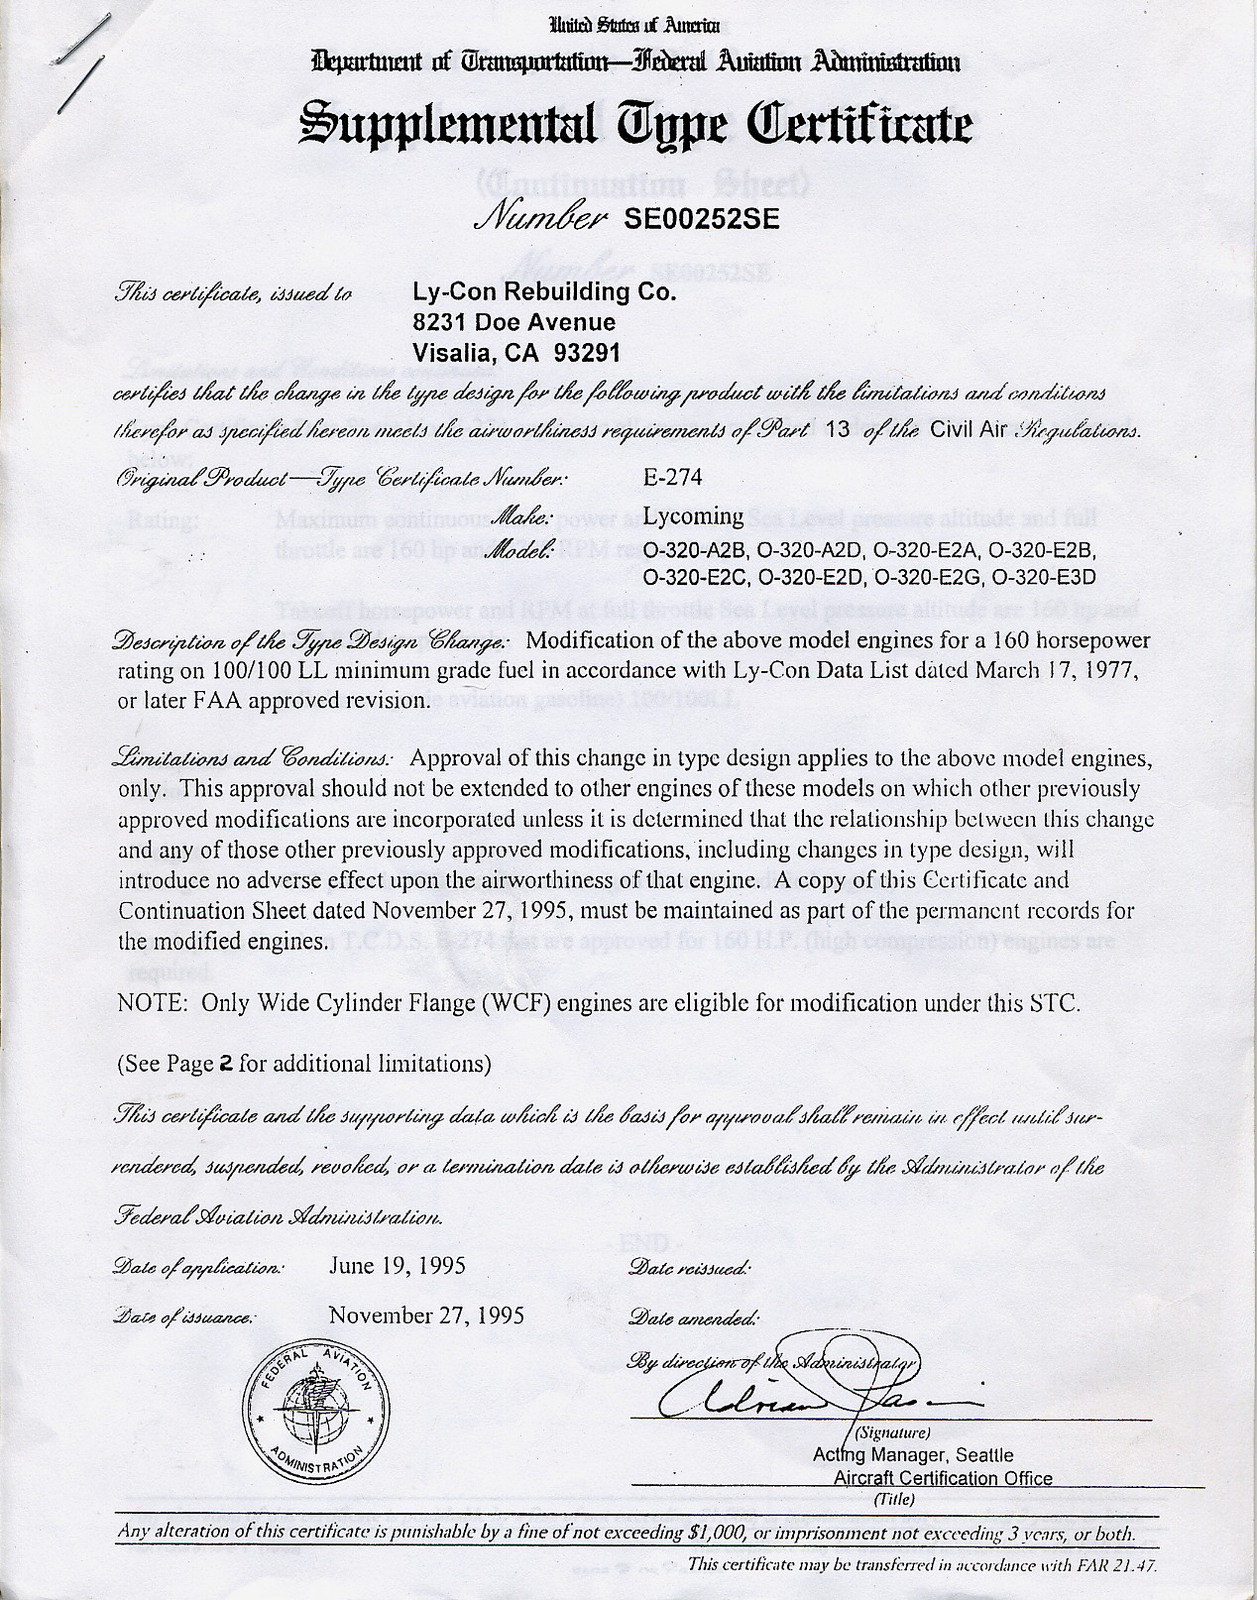 United States of America
Department of Transportation—Federal Aviation Administration
Supplemental Type Certificate
Number SE00252SE
This certificate, issued to Ly-Con Rebuilding Co.
8231 Doe Avenue
Visalia, CA 93291
certifies that the change in the type design for the following product with the limitations and conditions
therefor as specified hereon meets the airworthiness requirements of Part 13 of the Civil Air Regulations.
Original Product—Type Certificate Number: E-274
Make: Lycoming
Model: O-320-A2B, O-320-A2D, O-320-E2A, O-320-E2B,
O-320-E2C, O-320-E2D, O-320-E2G, O-320-E3D
Description of the Type Design Change: Modification of the above model engines for a 160 horsepower
rating on 100/100 LL minimum grade fuel in accordance with Ly-Con Data List dated March 17, 1977,
or later FAA approved revision.
Limitations and Conditions: Approval of this change in type design applies to the above model engines,
only. This approval should not be extended to other engines of these models on which other previously
approved modifications are incorporated unless it is determined that the relationship between this change
and any of those other previously approved modifications, including changes in type design, will
introduce no adverse effect upon the airworthiness of that engine. A copy of this Certificate and
Continuation Sheet dated November 27, 1995, must be maintained as part of the permanent records for
the modified engines.
NOTE: Only Wide Cylinder Flange (WCF) engines are eligible for modification under this STC.
(See Page 2 for additional limitations)
This certificate and the supporting data which is the basis for approval shall remain in effect until sur-
rendered, suspended, revoked, or a termination date is otherwise established by the Administrator of the
Federal Aviation Administration.
Date of application: June 19, 1995 Date reissued:
Date of issuance: November 27, 1995 Date amended:
By direction of the Administrator
FEDERAL AVIATION
ADMINISTRATION
(Signature)
Acting Manager, Seattle
Aircraft Certification Office
(Title)
Any alteration of this certificate is punishable by a fine of not exceeding $1,000, or imprisonment not exceeding 3 years, or both.
This certificate may be transferred in accordance with FAR 21.47.